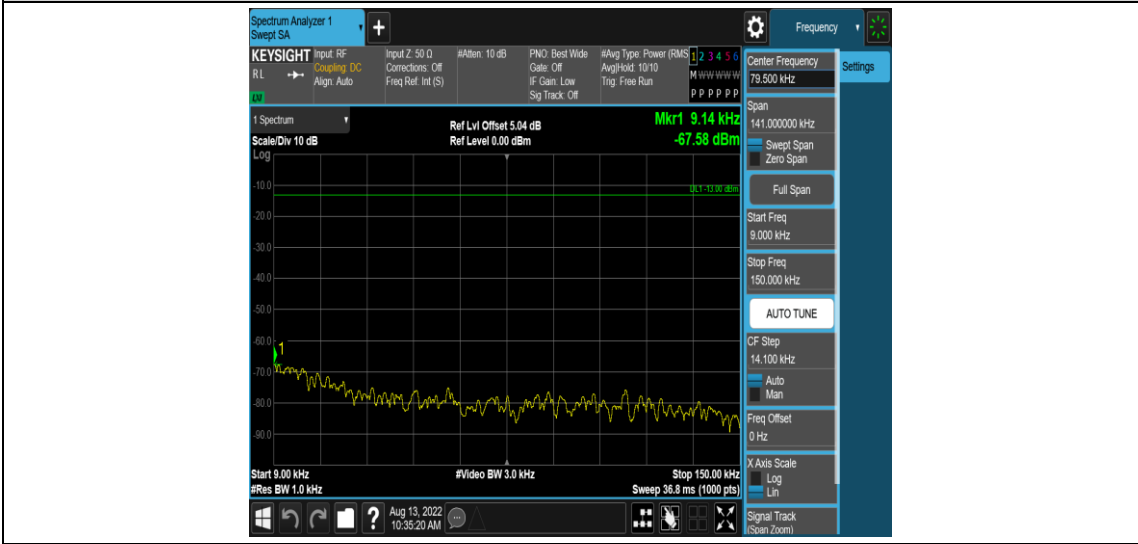 Spectrum Analyzer 1
Swept SA
+
Frequency
KEYSIGHT
RL
Input: RF
Coupling: DC
Align: Auto
Input Z: 50 Ω
Corrections: Off
Freq Ref: Int (S)
#Atten: 10 dB
PNO: Best Wide
Gate: Off
IF Gain: Low
Sig Track: Off
#Avg Type: Power (RMS
Avg|Hold: 10/10
Trig: Free Run
1 2 3 4 5 6
M W W W W W
P P P P P P
1 Spectrum
Scale/Div 10 dB
Log
Ref Lvl Offset 5.04 dB
Ref Level 0.00 dBm
Mkr1 9.14 kHz
-67.58 dBm
DL1 -13.00 dBm
-10.0
-20.0
-30.0
-40.0
-50.0
-60.0
1
-70.0
-80.0
-90.0
Start 9.00 kHz
#Res BW 1.0 kHz
#Video BW 3.0 kHz
Stop 150.00 kHz
Sweep 36.8 ms (1000 pts)
?
Aug 13, 2022
10:35:20 AM
Center Frequency
79.500 kHz
Settings
Span
141.000000 kHz
Swept Span
Zero Span
Full Span
Start Freq
9.000 kHz
Stop Freq
150.000 kHz
AUTO TUNE
CF Step
14.100 kHz
Auto
Man
Freq Offset
0 Hz
X Axis Scale
Log
Lin
Signal Track
(Span Zoom)